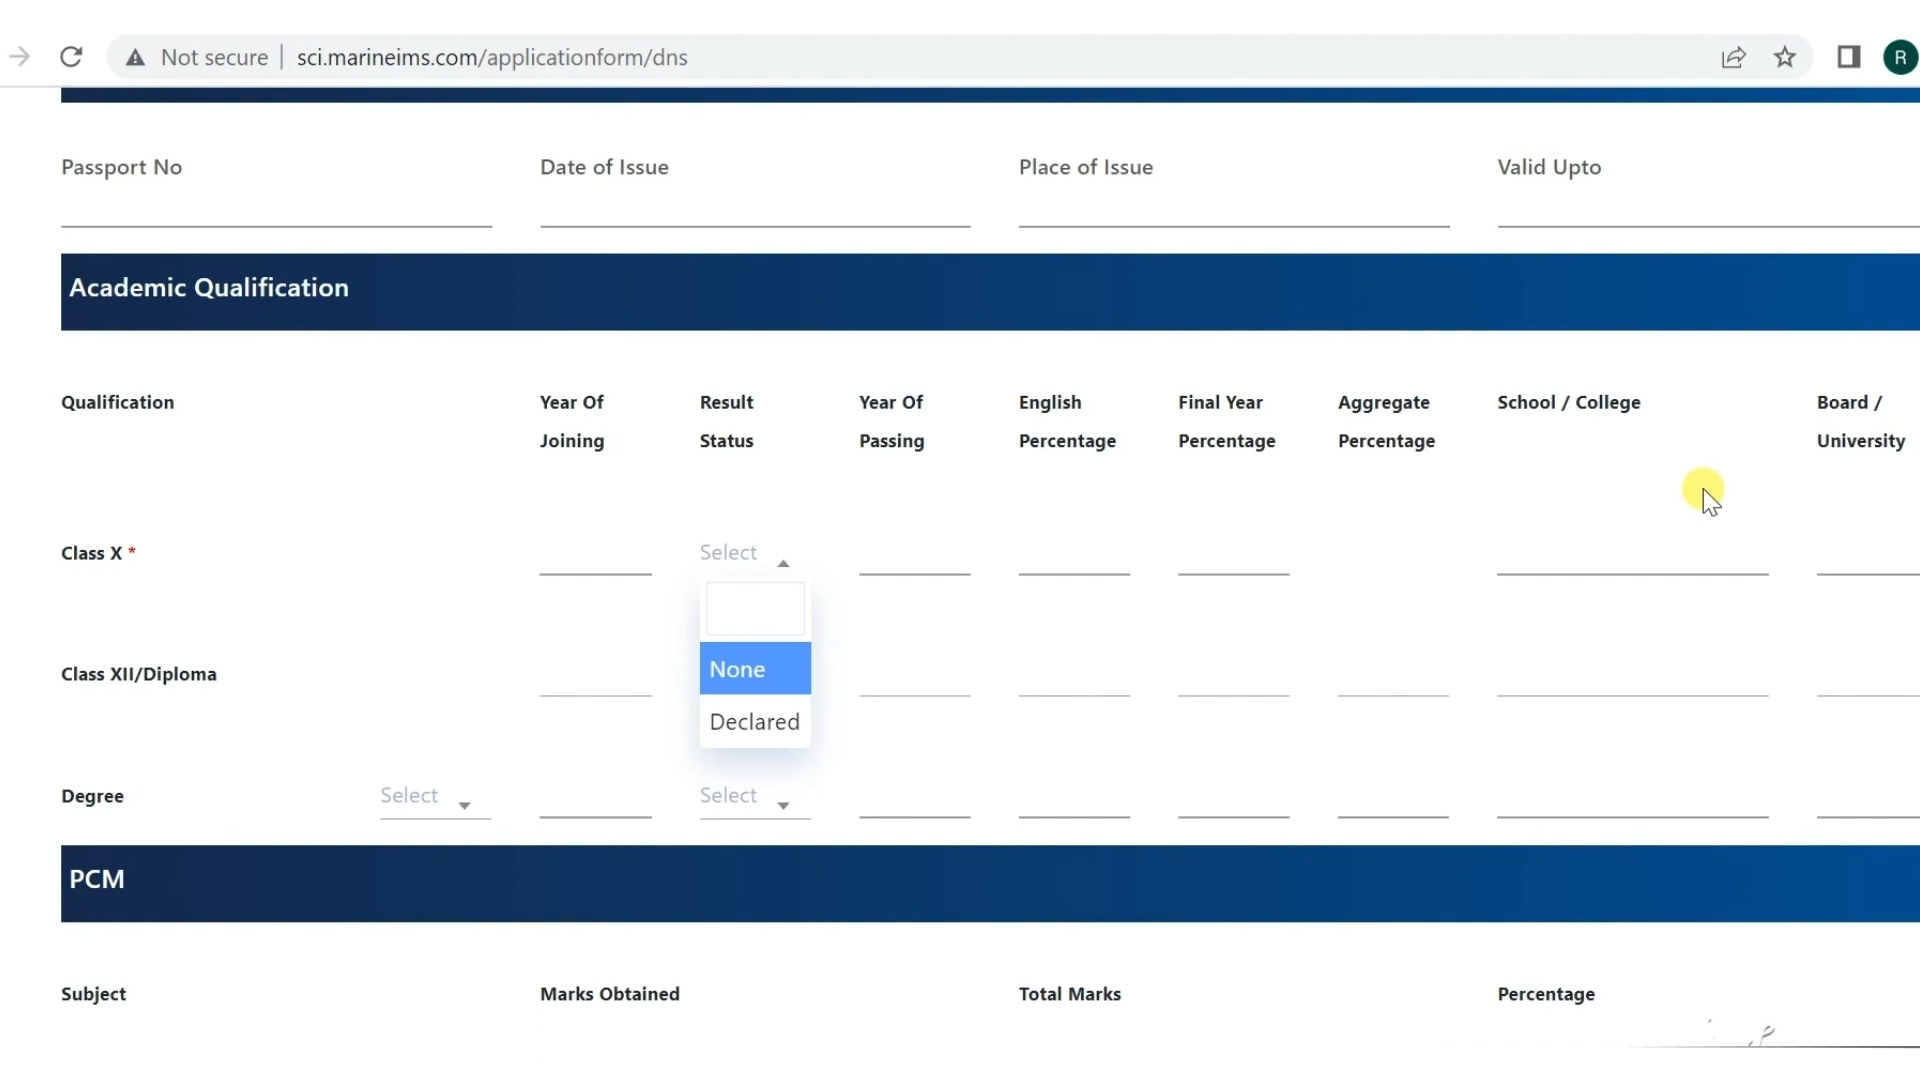 Not secure | sci.marineims.com/applicationform/dns
R
Passport No Date of Issue Place of Issue Valid Upto
Academic Qualification
Qualification Year Of Result Year Of English Final Year Aggregate School / College Board /
Joining Status Passing Percentage Percentage Percentage University
Class X * Select
None
Class XII/Diploma
Declared
Degree Select Select
PCM
Subject Marks Obtained Total Marks Percentage